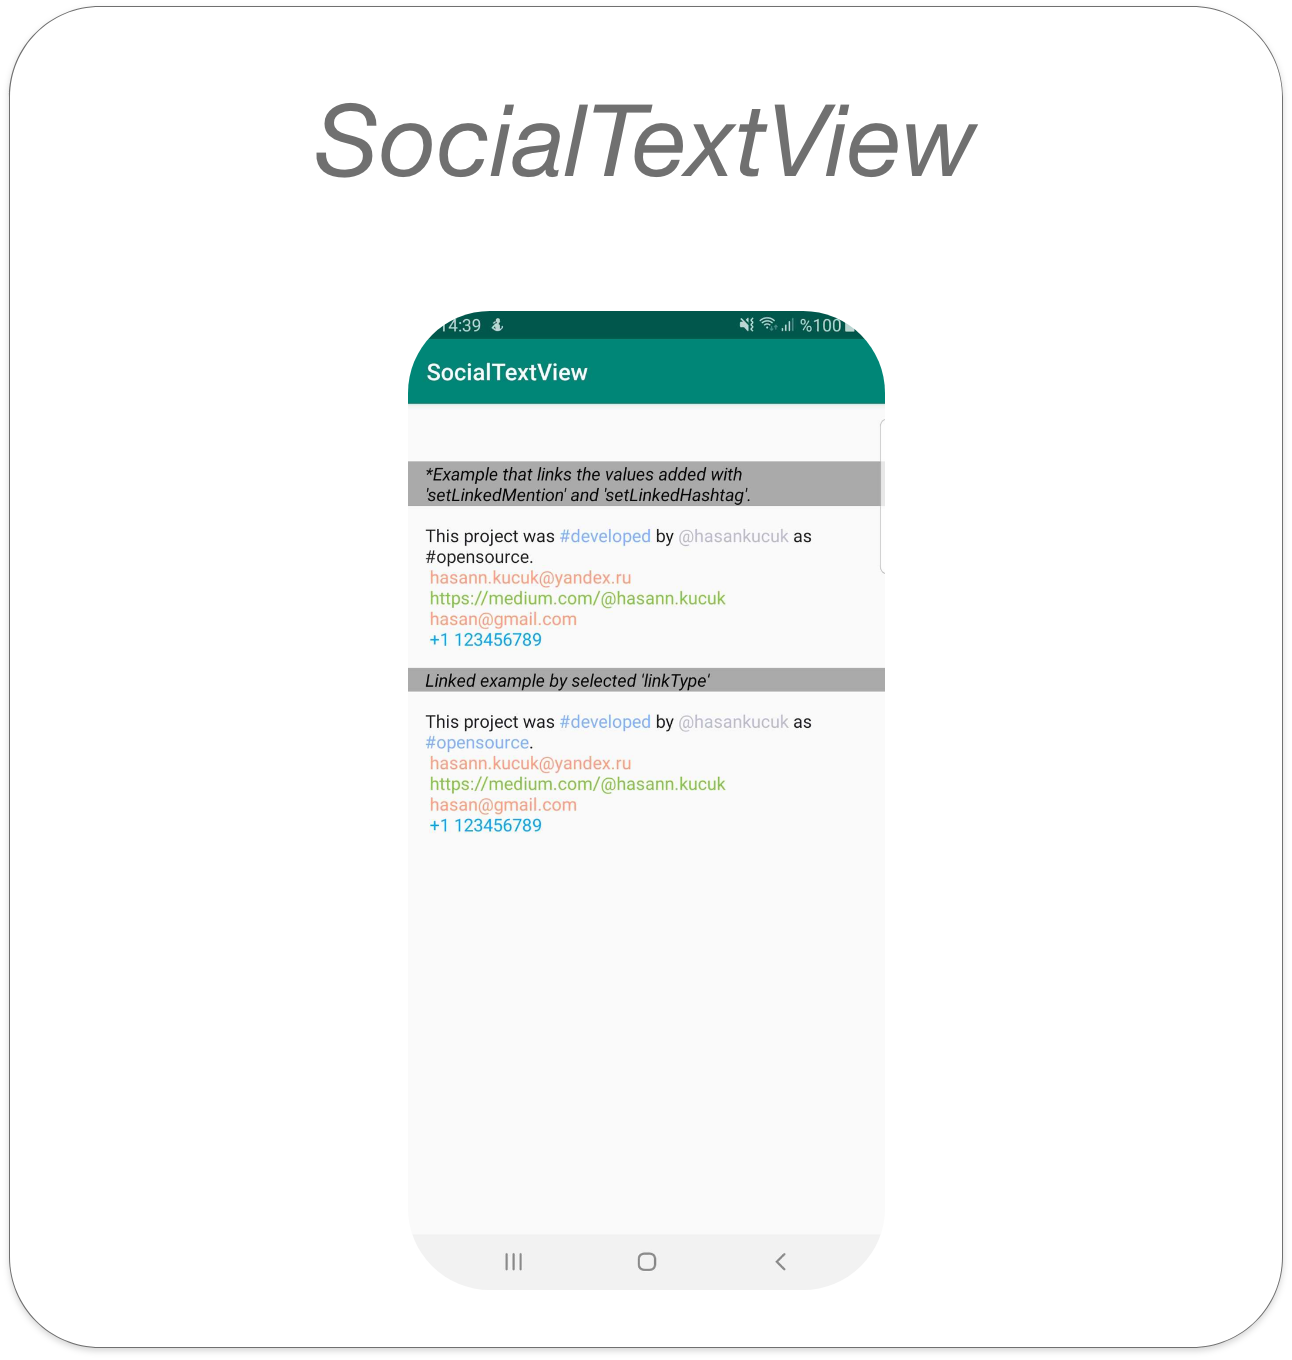 SocialTextView
14:39 %100
SocialTextView
*Example that links the values added with
'setLinkedMention' and 'setLinkedHashtag'.
This project was #developed by @hasankucuk as
#opensource.
hasann.kucuk@yandex.ru
https://medium.com/@hasann.kucuk
hasan@gmail.com
+1 123456789
Linked example by selected 'linkType'
This project was #developed by @hasankucuk as
#opensource.
hasann.kucuk@yandex.ru
https://medium.com/@hasann.kucuk
hasan@gmail.com
+1 123456789